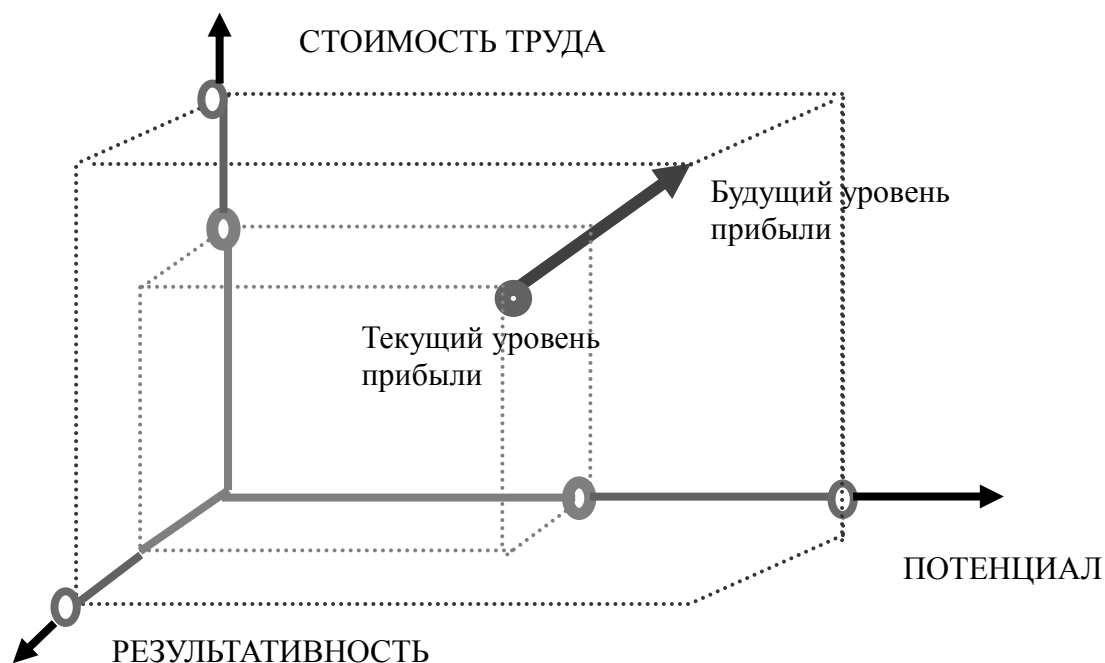 СТОИМОСТЬ ТРУДА
Будущий уровень
прибыли
Текущий уровень
прибыли
ПОТЕНЦИАЛ
РЕЗУЛЬТАТИВНОСТЬ